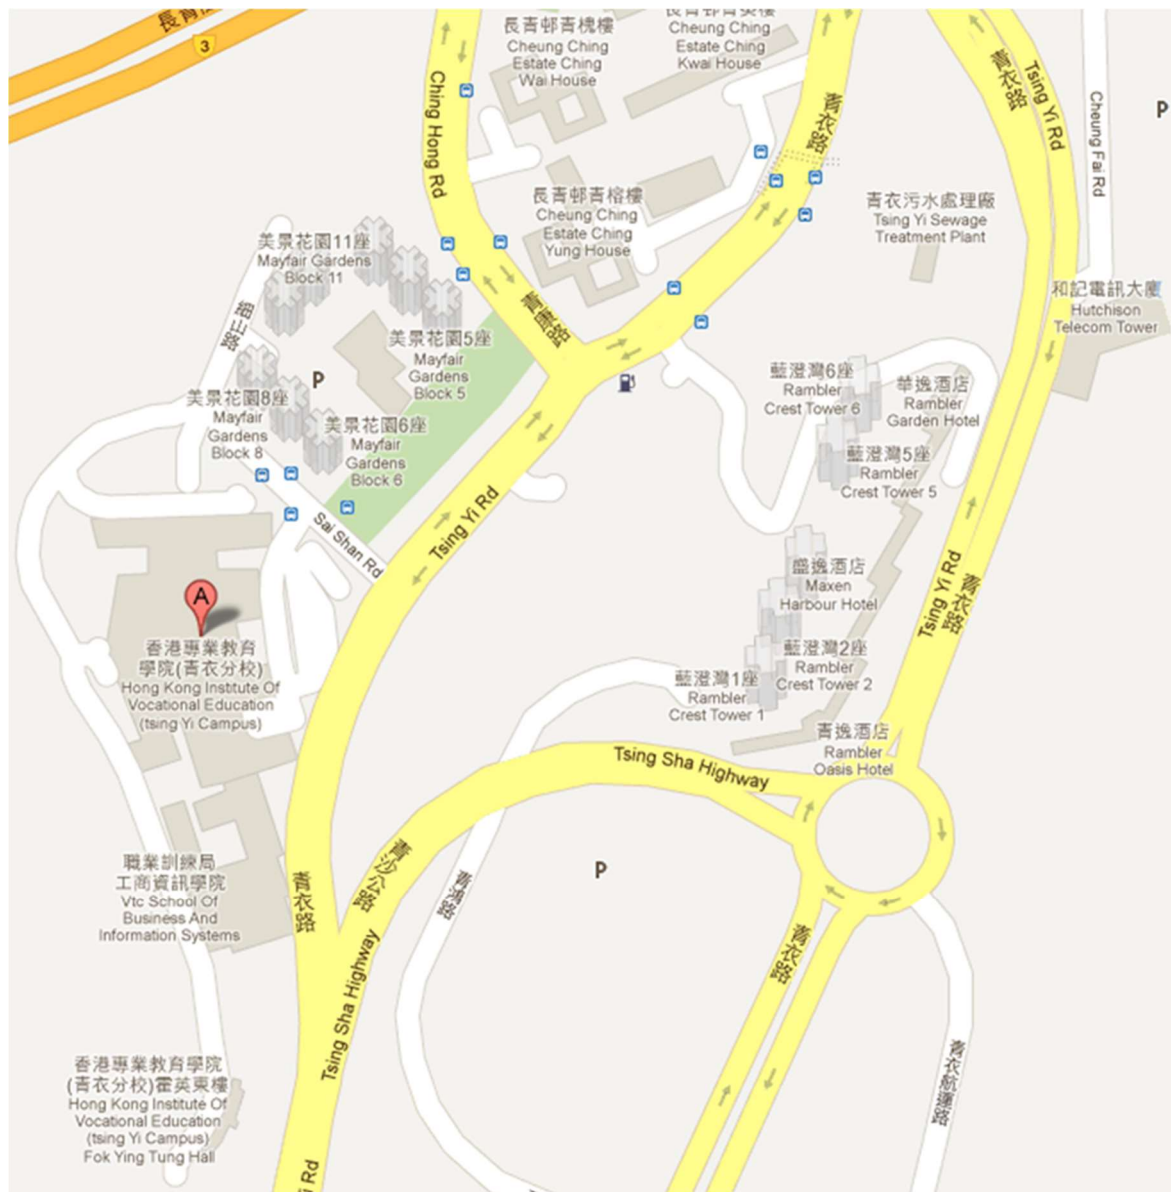 3
長青邨青槐樓
Cheung Ching
Estate Ching
Wai House
Cheung Ching
Estate Ching
Kwai House
Ching Hong Rd
青衣路
青衣路
Tsing Yi Rd
Cheung Fai Rd
P
長青邨青榕樓
Cheung Ching
Estate Ching
Yung House
青衣污水處理廠
Tsing Yi Sewage
Treatment Plant
美景花園11座
Mayfair Gardens
Block 11
和記電訊大廈
Hutchison
Telecom Tower
青康路
細山路
美景花園5座
Mayfair
Gardens
Block 5
P
美景花園8座
Mayfair
Gardens
Block 8
美景花園6座
Mayfair
Gardens
Block 6
藍澄灣6座
Rambler
Crest Tower 6
華逸酒店
Rambler
Garden Hotel
藍澄灣5座
Rambler
Crest Tower 5
Sai Shan Rd
Tsing Yi Rd
盛逸酒店
Maxen
Harbour Hotel
Tsing Yi Rd
青衣路
A
香港專業教育
學院(青衣分校)
Hong Kong Institute Of
Vocational Education
(tsing Yi Campus)
藍澄灣2座
Rambler
Crest Tower 2
藍澄灣1座
Rambler
Crest Tower 1
青逸酒店
Rambler
Oasis Hotel
Tsing Sha Highway
職業訓練局
工商資訊學院
Vtc School Of
Business And
Information Systems
青衣路
青沙公路
青鴻路
P
青衣路
Tsing Sha Highway
青衣航運路
香港專業教育學院
(青衣分校)霍英東樓
Hong Kong Institute Of
Vocational Education
(tsing Yi Campus)
Fok Ying Tung Hall
Rd